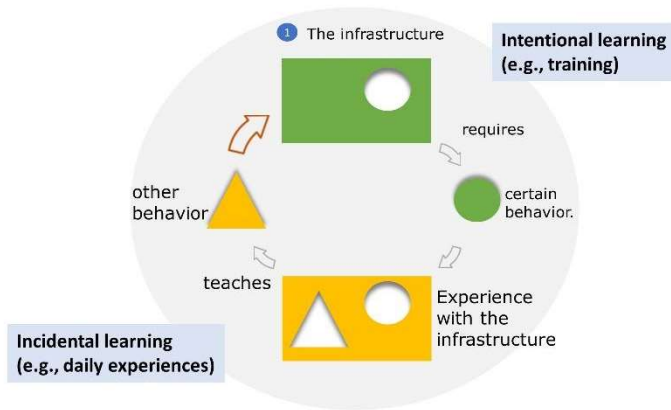 1 The infrastructure
Intentional learning
(e.g., training)
requires
certain
behavior.
Experience
with the
infrastructure
teaches
other
behavior
Incidental learning
(e.g., daily experiences)